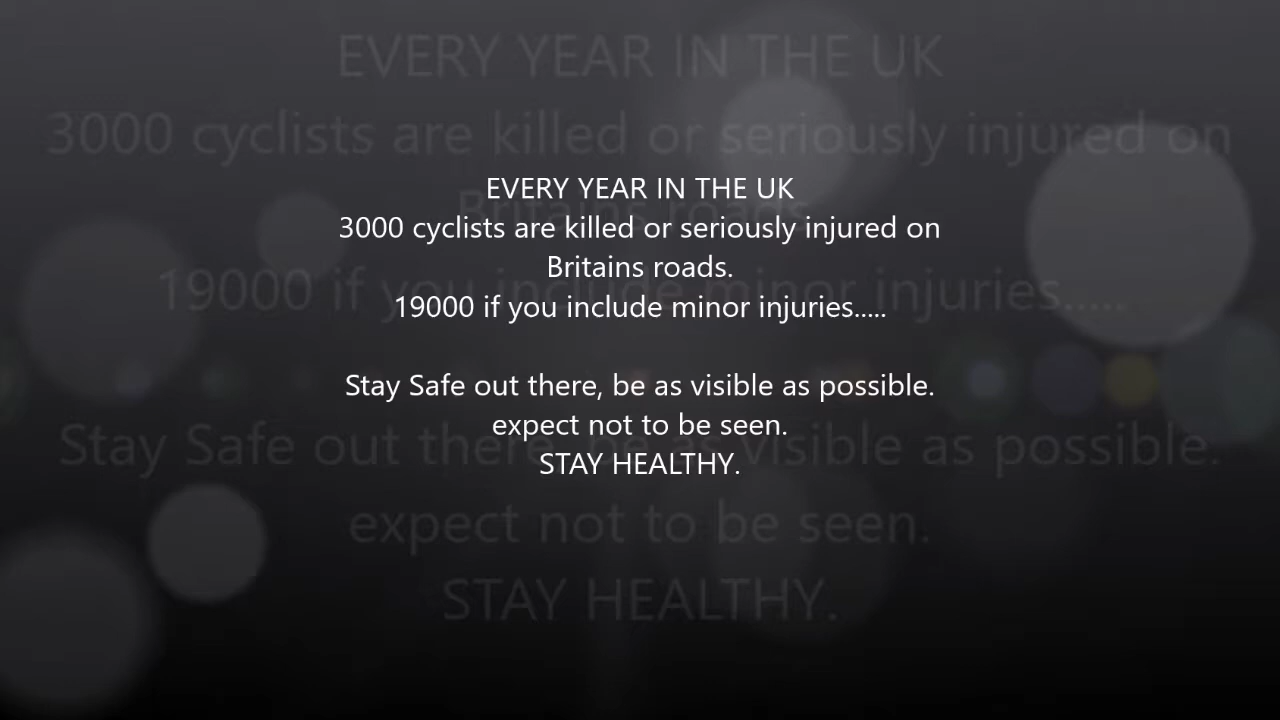 EVERY YEAR IN THE UK
3000 cyclists are killed or seriously injured on
Britains roads.
19000 if you include minor injuries.....
Stay Safe out there, be as visible as possible.
expect not to be seen.
STAY HEALTHY.